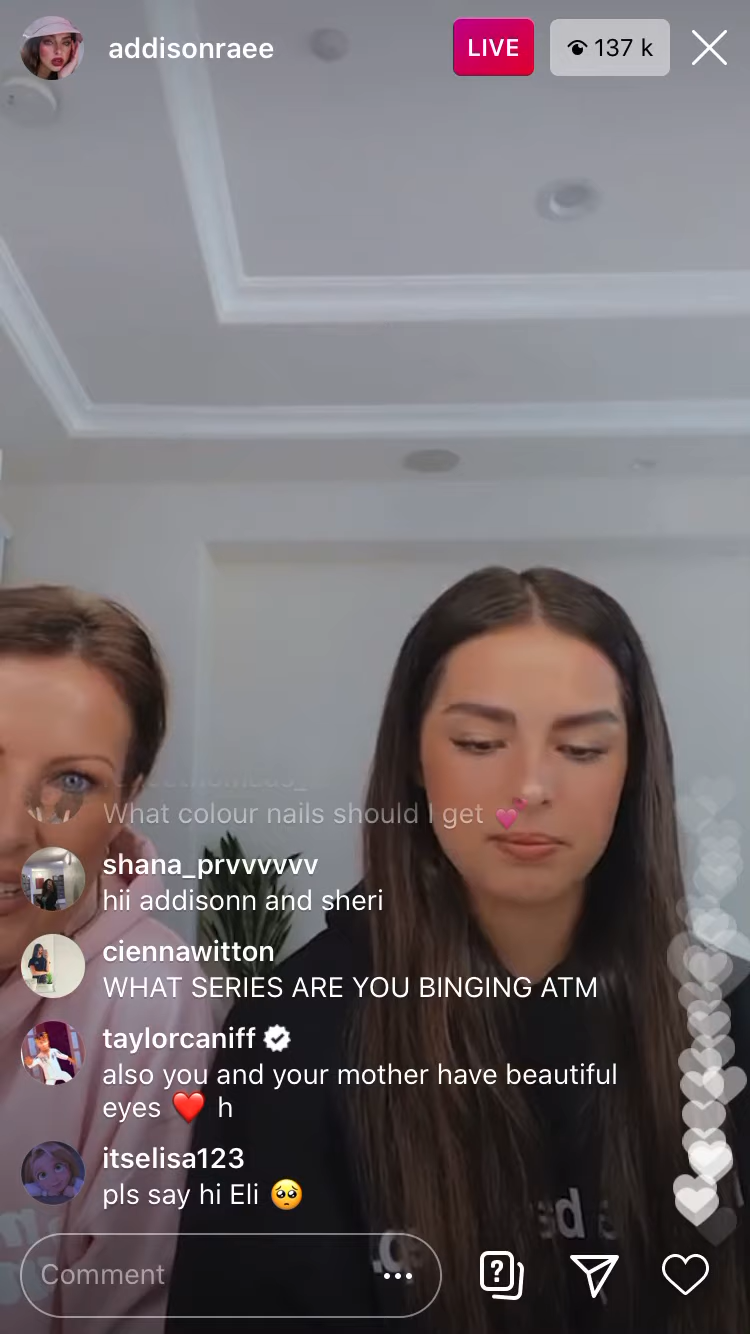 addisonraee
LIVE
137 k
What colour nails should I get 💕
shana_prvvvvvv
hii addisonn and sheri
ciennawitton
WHAT SERIES ARE YOU BINGING ATM
taylorcaniff
also you and your mother have beautiful
eyes ❤️ h
itselisa123
pls say hi Eli 🥺
Comment